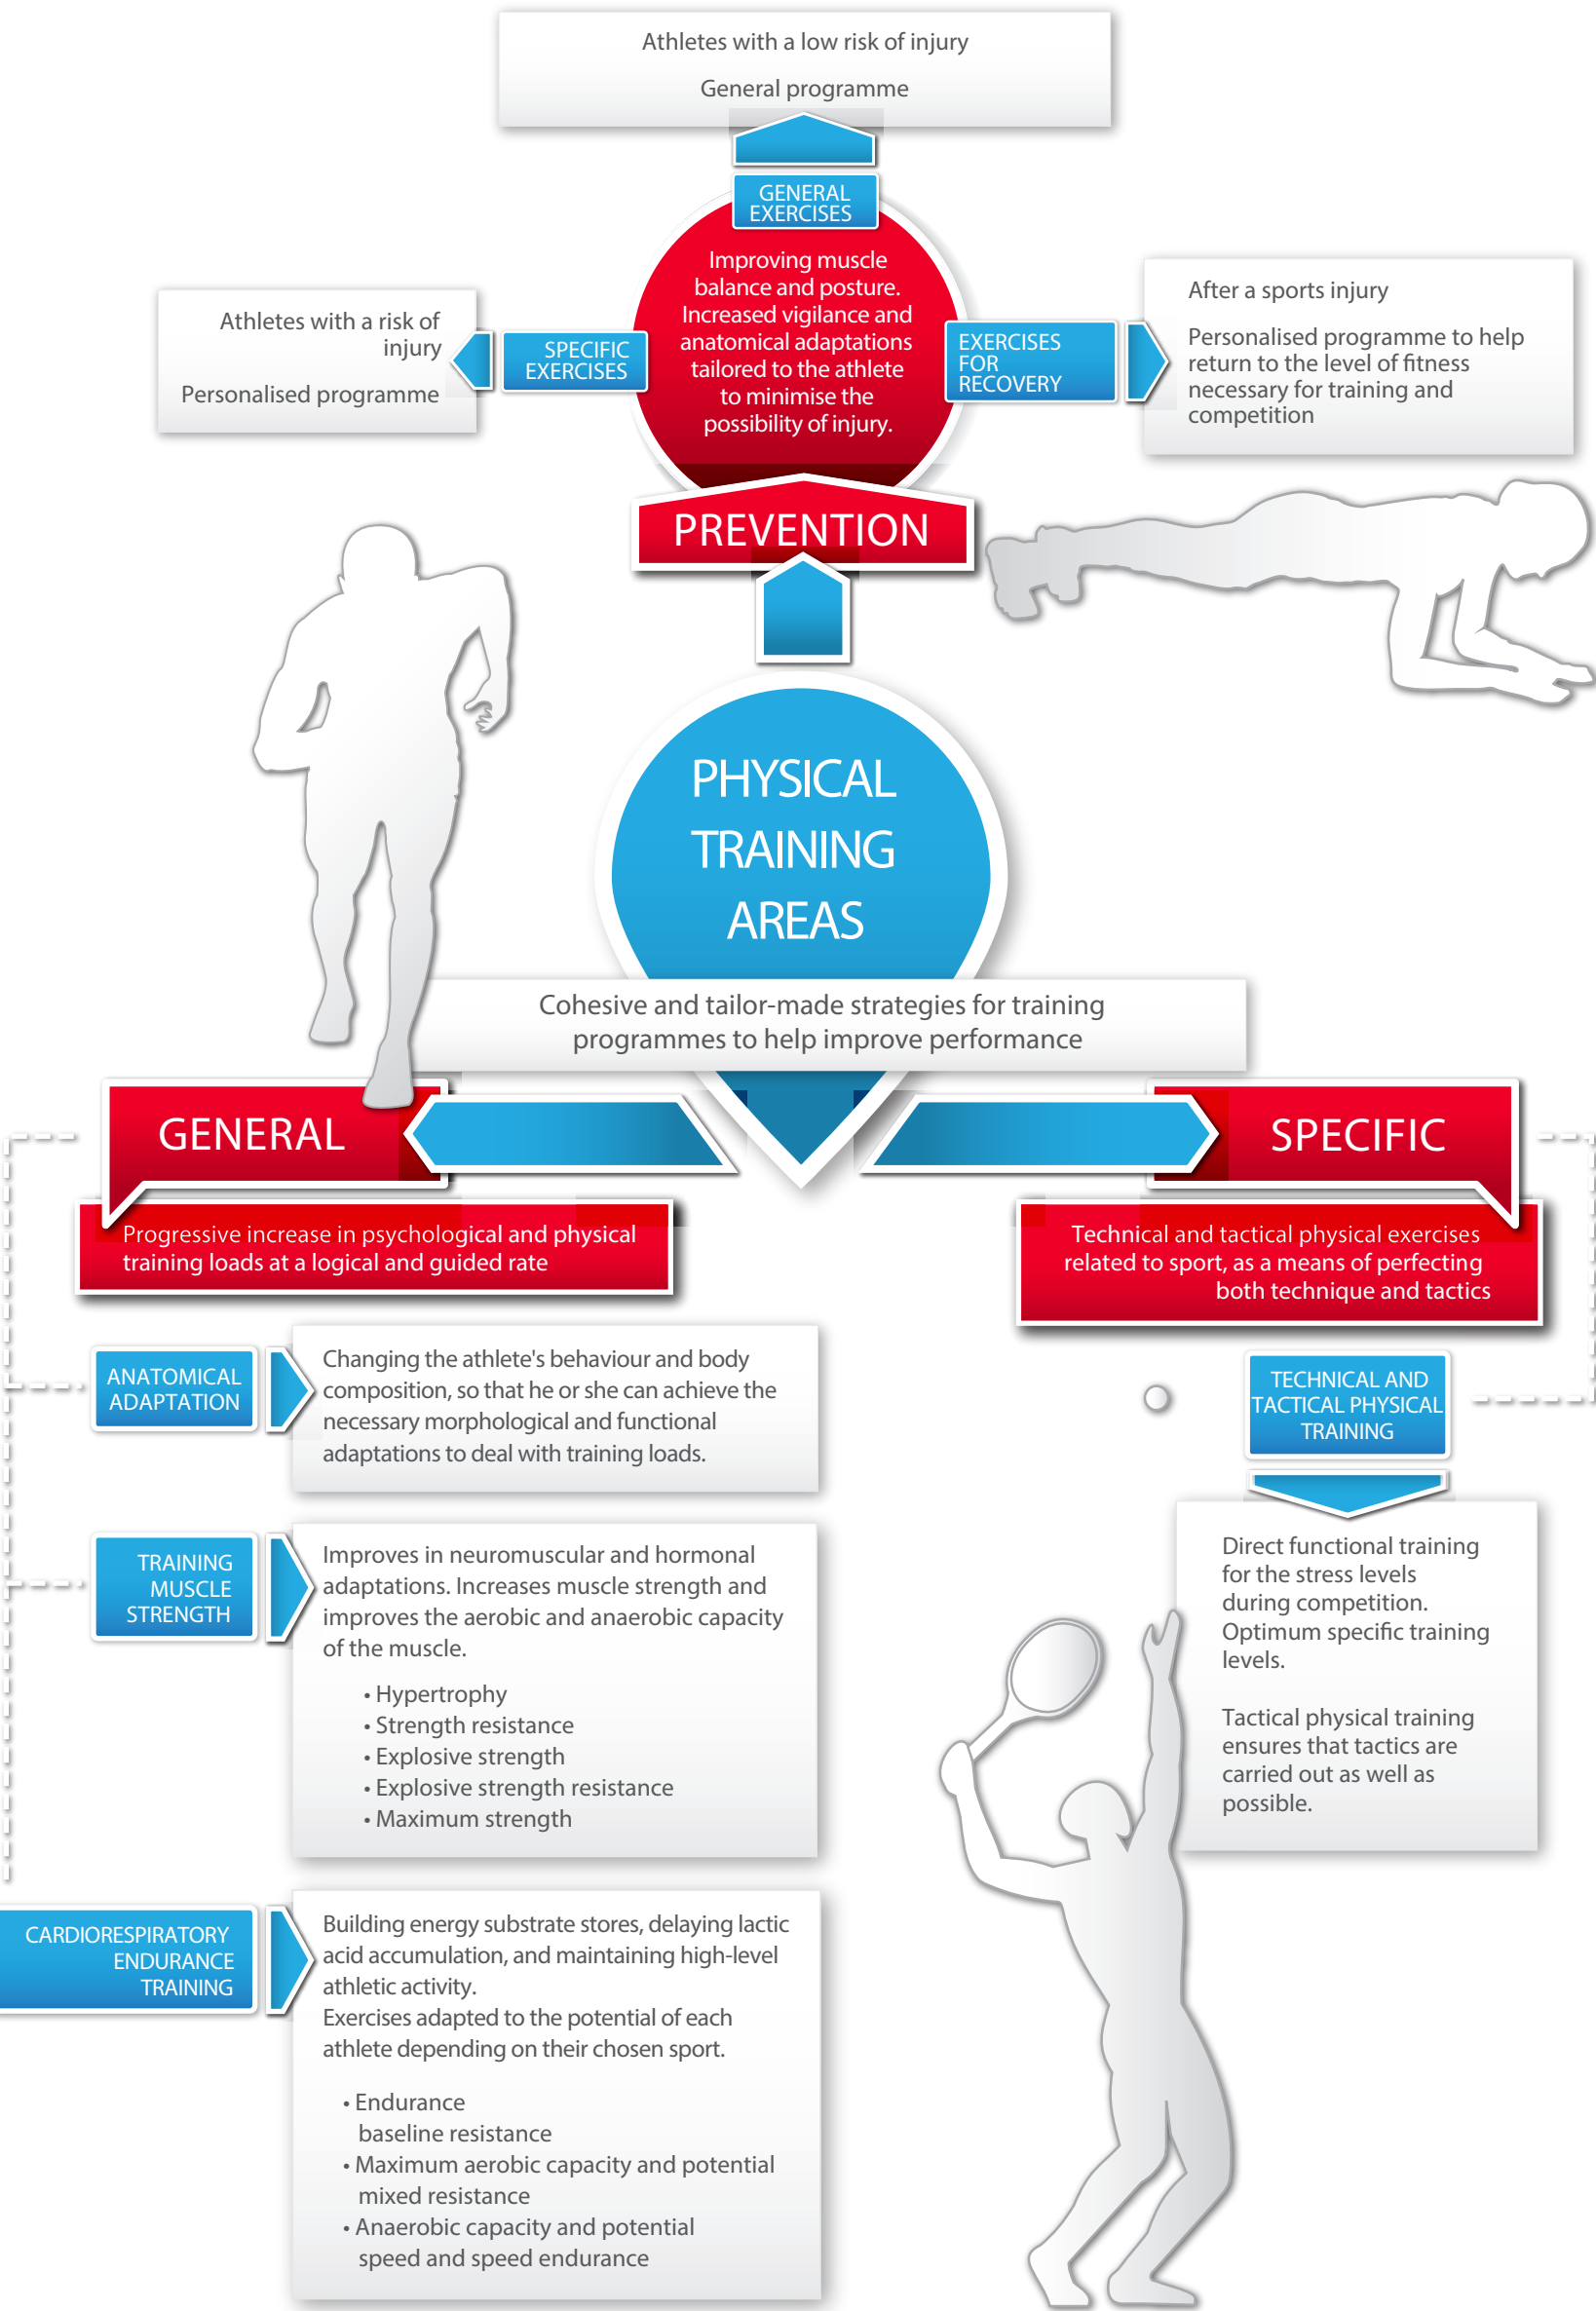 Athletes with a low risk of injury
General programme
GENERAL
EXERCISES
Improving muscle
balance and posture.
Increased vigilance and
anatomical adaptations
tailored to the athlete
to minimise the
possibility of injury.
Athletes with a risk of
injury
Personalised programme
SPECIFIC
EXERCISES
EXERCISES
FOR
RECOVERY
After a sports injury
Personalised programme to help
return to the level of fitness
necessary for training and
competition
PREVENTION
PHYSICAL
TRAINING
AREAS
Cohesive and tailor-made strategies for training
programmes to help improve performance
GENERAL
Progressive increase in psychological and physical
training loads at a logical and guided rate
ANATOMICAL
ADAPTATION
Changing the athlete's behaviour and body
composition, so that he or she can achieve the
necessary morphological and functional
adaptations to deal with training loads.
TRAINING
MUSCLE
STRENGTH
Improves in neuromuscular and hormonal
adaptations. Increases muscle strength and
improves the aerobic and anaerobic capacity
of the muscle.
• Hypertrophy
• Strength resistance
• Explosive strength
• Explosive strength resistance
• Maximum strength
CARDIORESPIRATORY
ENDURANCE
TRAINING
Building energy substrate stores, delaying lactic
acid accumulation, and maintaining high-level
athletic activity.
Exercises adapted to the potential of each
athlete depending on their chosen sport.
• Endurance
baseline resistance
• Maximum aerobic capacity and potential
mixed resistance
• Anaerobic capacity and potential
speed and speed endurance
SPECIFIC
Technical and tactical physical exercises
related to sport, as a means of perfecting
both technique and tactics
TECHNICAL AND
TACTICAL PHYSICAL
TRAINING
Direct functional training
for the stress levels
during competition.
Optimum specific training
levels.
Tactical physical training
ensures that tactics are
carried out as well as
possible.